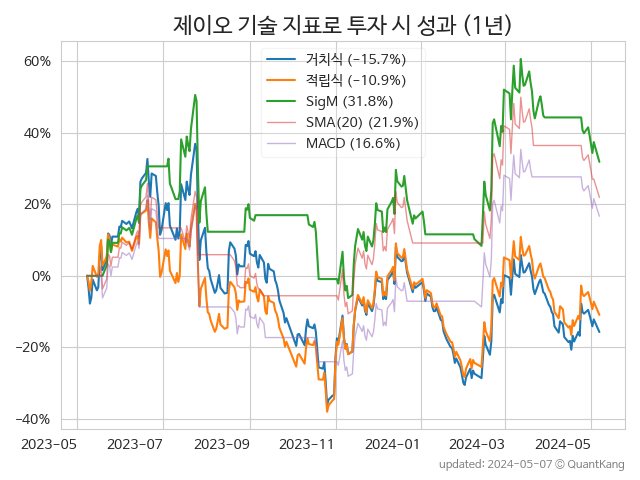 제이오 기술 지표로 투자 시 성과 (1년)
거치식 (−15.7%)
적립식 (−10.9%)
SigM (31.8%)
SMA(20) (21.9%)
MACD (16.6%)
60%
40%
20%
0%
−20%
−40%
2023-05 2023-07 2023-09 2023-11 2024-01 2024-03 2024-05
updated: 2024-05-07 © QuantKang